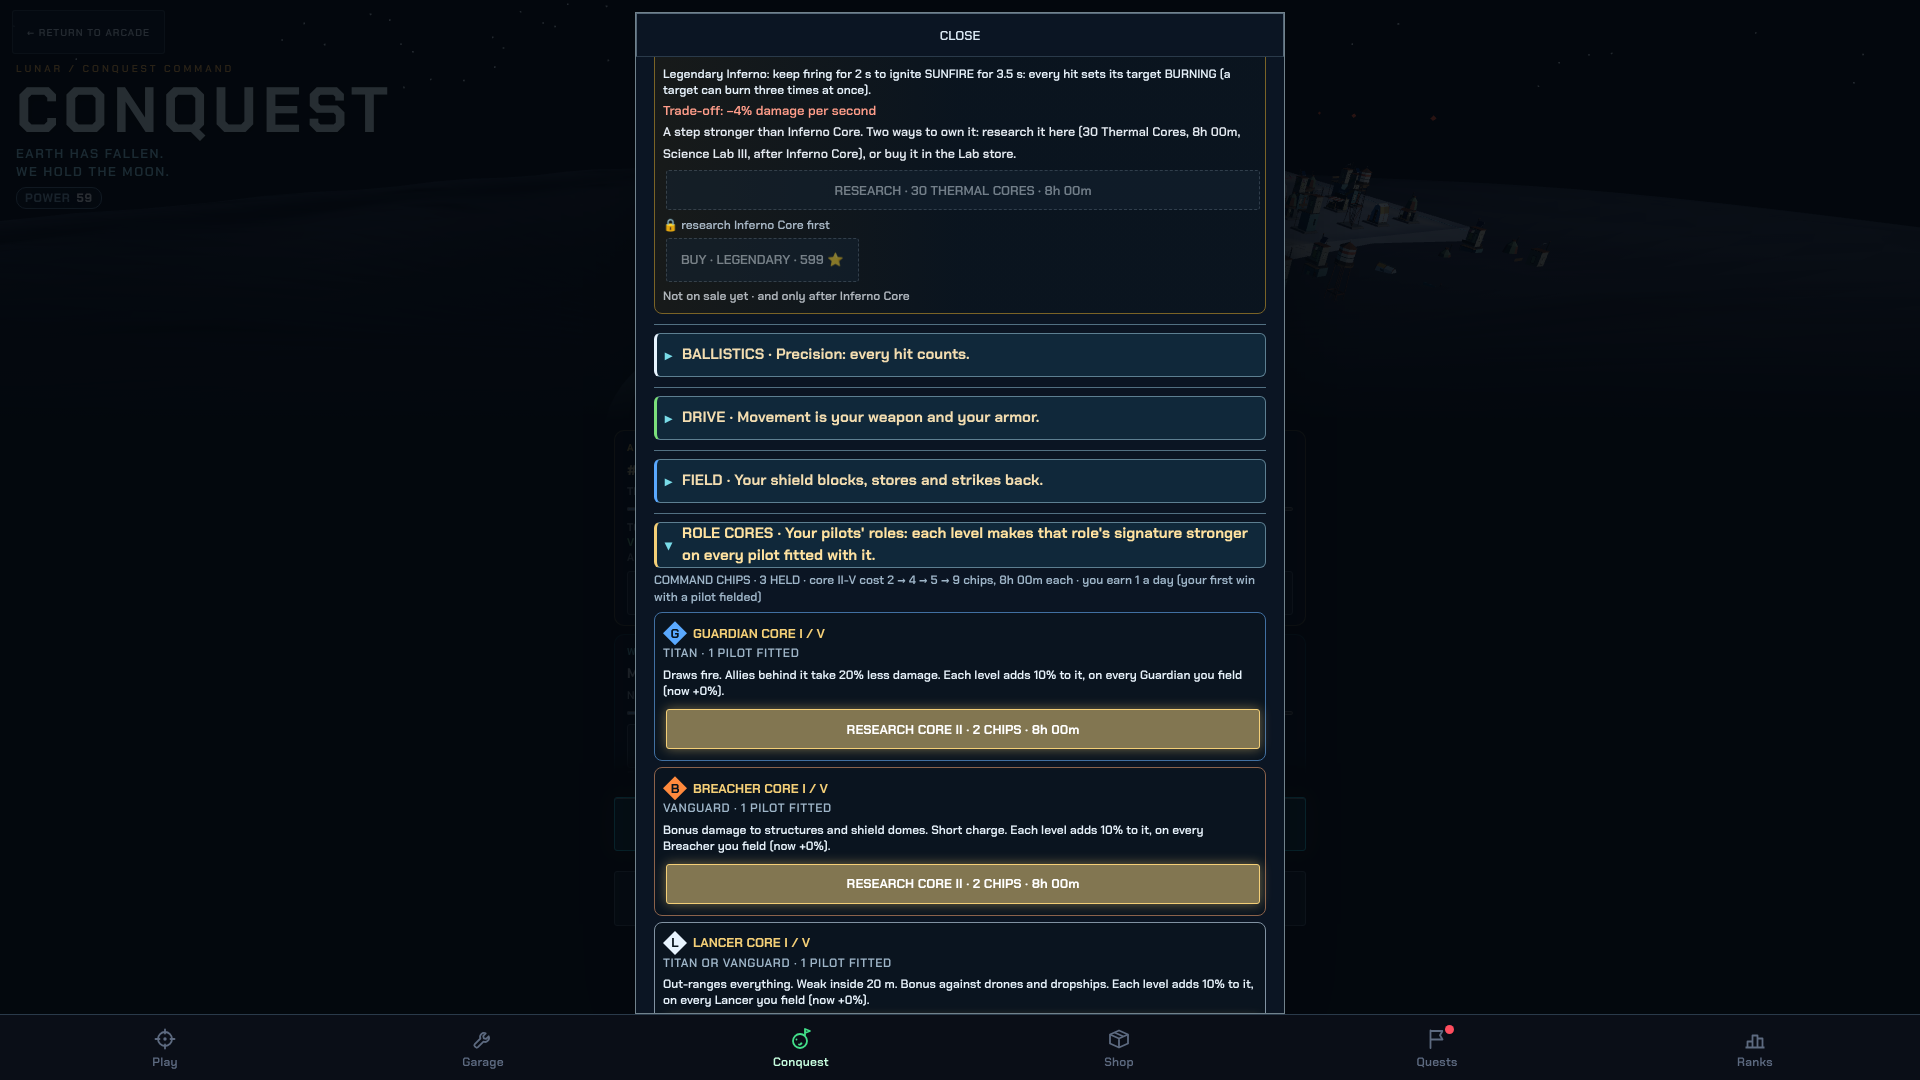 ← RETURN TO ARCADE
LUNAR / CONQUEST COMMAND
CONQUEST
EARTH HAS FALLEN.
WE HOLD THE MOON.
POWER 59
CLOSE
Legendary Inferno: keep firing for 2 s to ignite SUNFIRE for 3.5 s: every hit sets its target BURNING (a
target can burn three times at once).
Trade-off: −4% damage per second
A step stronger than Inferno Core. Two ways to own it: research it here (30 Thermal Cores, 8h 00m,
Science Lab III, after Inferno Core), or buy it in the Lab store.
RESEARCH · 30 THERMAL CORES · 8h 00m
🔒 research Inferno Core first
BUY · LEGENDARY · 599 ⭐
Not on sale yet · and only after Inferno Core
▸ BALLISTICS · Precision: every hit counts.
▸ DRIVE · Movement is your weapon and your armor.
▸ FIELD · Your shield blocks, stores and strikes back.
▾ ROLE CORES · Your pilots' roles: each level makes that role's signature stronger
on every pilot fitted with it.
COMMAND CHIPS · 3 HELD · core II-V cost 2 → 4 → 5 → 9 chips, 8h 00m each · you earn 1 a day (your first win
with a pilot fielded)
G GUARDIAN CORE I / V
TITAN · 1 PILOT FITTED
Draws fire. Allies behind it take 20% less damage. Each level adds 10% to it, on every Guardian you field
(now +0%).
RESEARCH CORE II · 2 CHIPS · 8h 00m
B BREACHER CORE I / V
VANGUARD · 1 PILOT FITTED
Bonus damage to structures and shield domes. Short charge. Each level adds 10% to it, on every
Breacher you field (now +0%).
RESEARCH CORE II · 2 CHIPS · 8h 00m
L LANCER CORE I / V
TITAN OR VANGUARD · 1 PILOT FITTED
Out-ranges everything. Weak inside 20 m. Bonus against drones and dropships. Each level adds 10% to it,
on every Lancer you field (now +0%).
Play
Garage
Conquest
Shop
Quests
Ranks